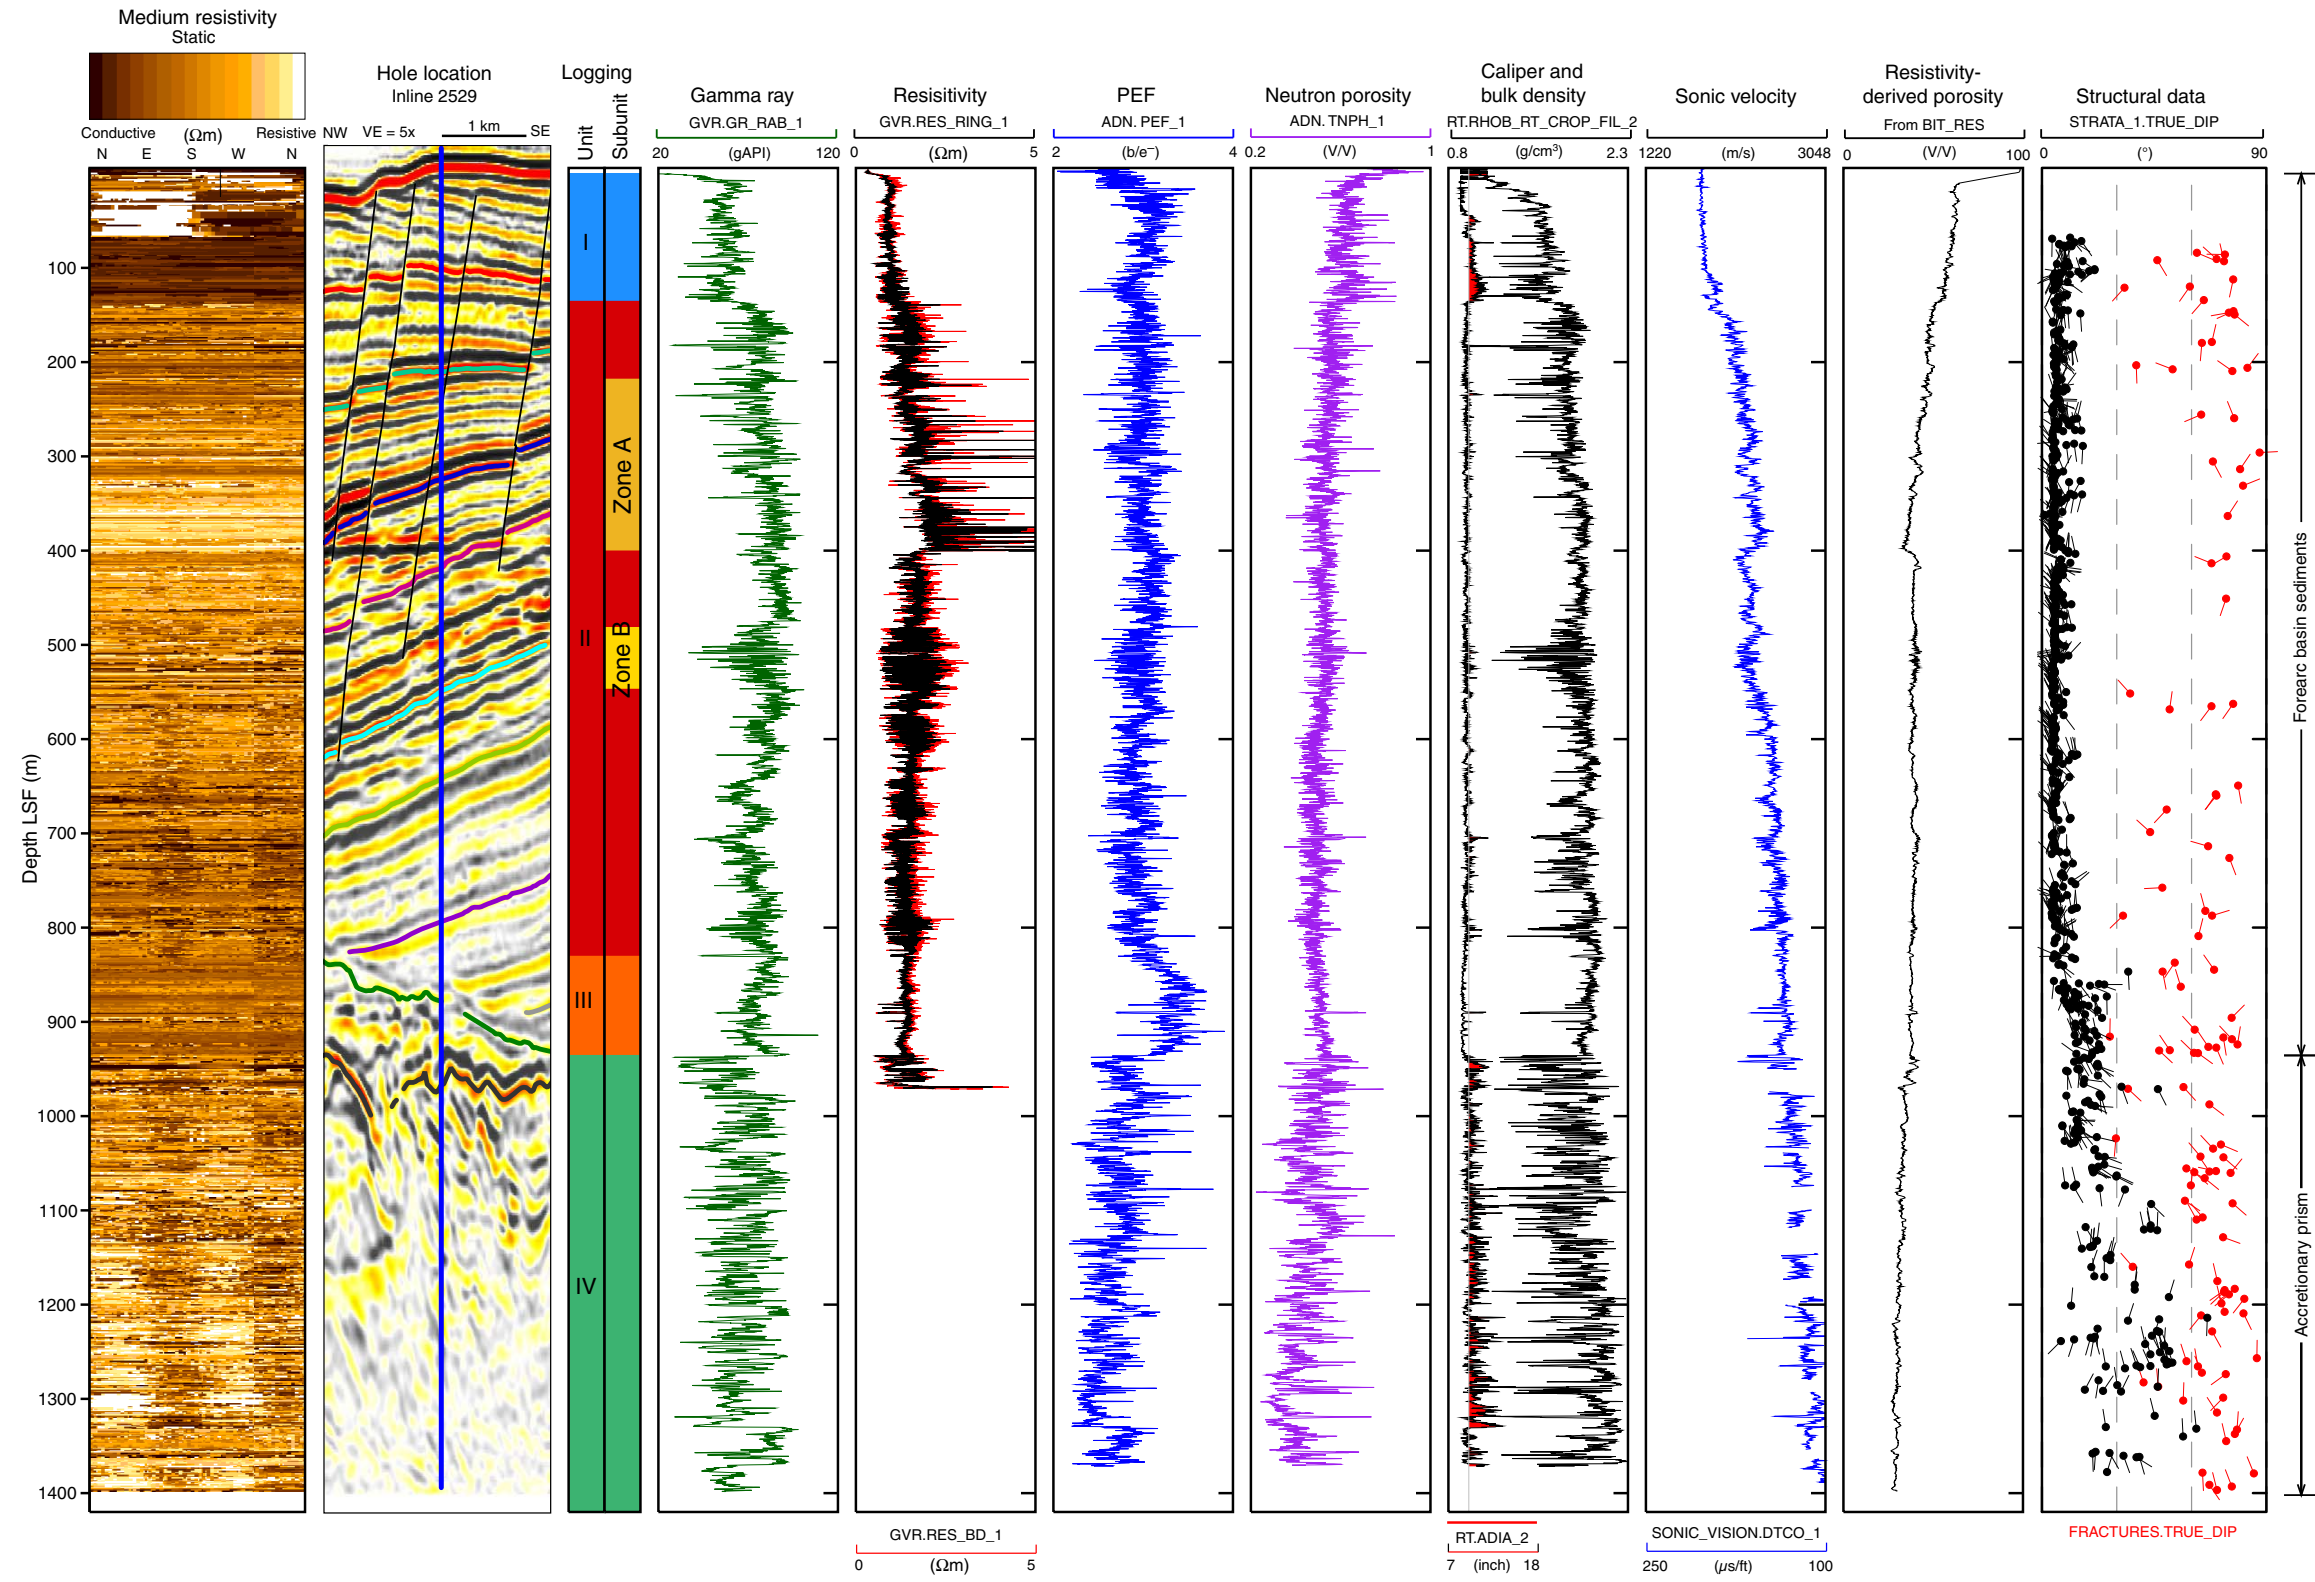 Medium resistivity
Static
Conductive (Ωm) Resistive
N E S W N
Hole location
Inline 2529
NW VE = 5x 1 km SE
Logging
Unit
Subunit
Gamma ray
GVR.GR_RAB_1
20 (gAPI) 120
Resisitivity
GVR.RES_RING_1
0 (Ωm) 5
PEF
ADN. PEF_1
2 (b/e⁻) 4
Neutron porosity
ADN. TNPH_1
0.2 (V/V) 1
Caliper and
bulk density
RT.RHOB_RT_CROP_FIL_2
0.8 (g/cm³) 2.3
Sonic velocity
1220 (m/s) 3048
Resistivity-
derived porosity
From BIT_RES
0 (V/V) 100
Structural data
STRATA_1.TRUE_DIP
0 (°) 90
Depth LSF (m)
100
200
300
400
500
600
700
800
900
1000
1100
1200
1300
1400
I
II
III
IV
Zone A
Zone B
Forearc basin sediments
Accretionary prism
GVR.RES_BD_1
0 (Ωm) 5
RT.ADIA_2
7 (inch) 18
SONIC_VISION.DTCO_1
250 (µs/ft) 100
FRACTURES.TRUE_DIP